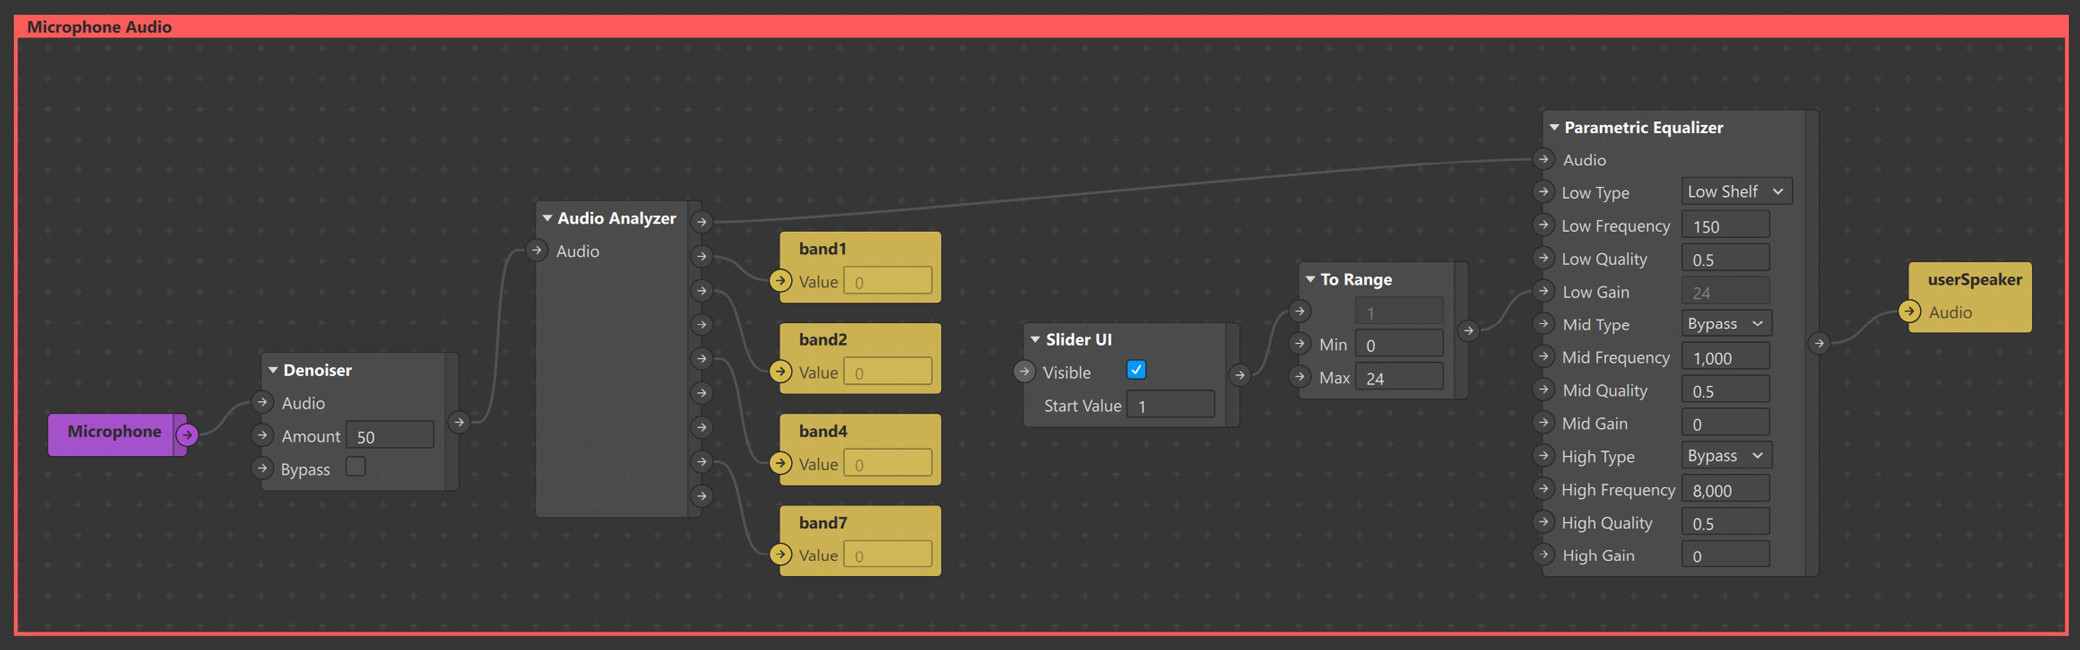 Microphone Audio
Microphone
Denoiser
Audio
Amount 50
Bypass
Audio Analyzer
Audio
band1
Value 0
band2
Value 0
band4
Value 0
band7
Value 0
Slider UI
Visible
Start Value 1
To Range
1
Min 0
Max 24
Parametric Equalizer
Audio
Low Type Low Shelf
Low Frequency 150
Low Quality 0.5
Low Gain 24
Mid Type Bypass
Mid Frequency 1,000
Mid Quality 0.5
Mid Gain 0
High Type Bypass
High Frequency 8,000
High Quality 0.5
High Gain 0
userSpeaker
Audio